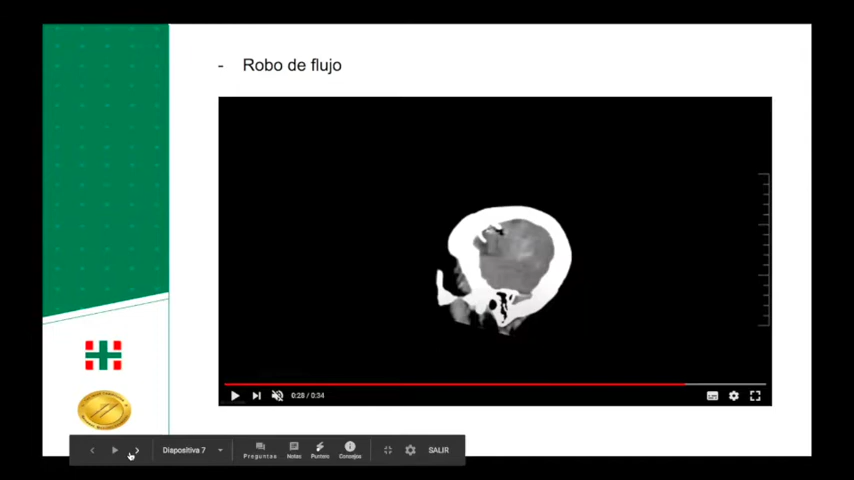 - Robo de flujo
0:28 / 0:34
Diapositiva 7
Preguntas
Notas
Puntero
Consejos
SALIR